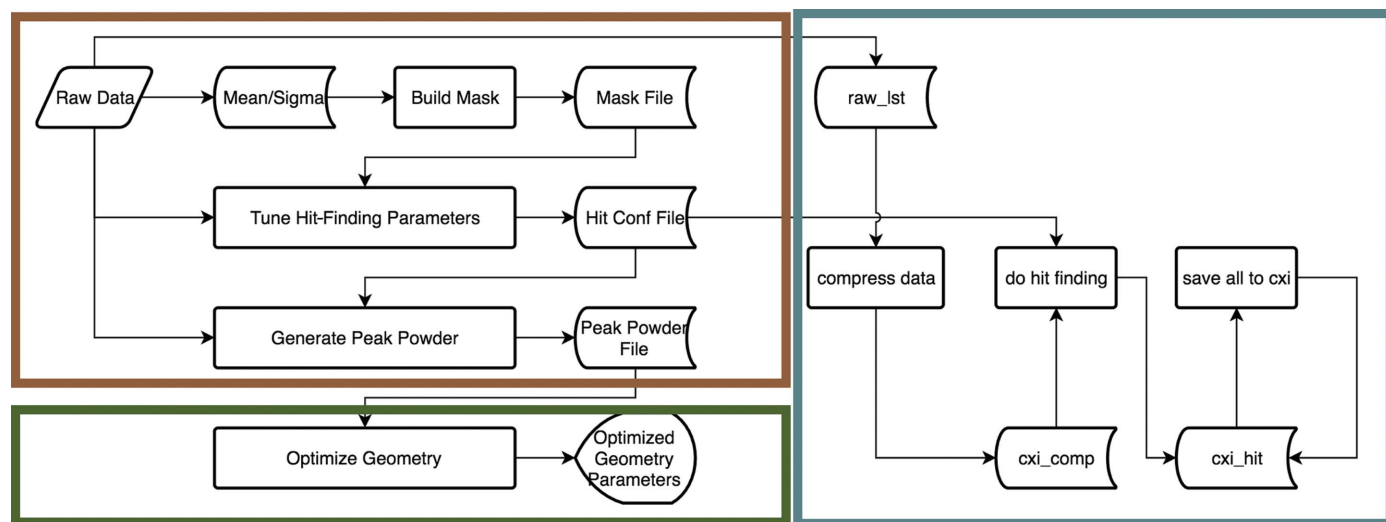 Raw Data
Mean/Sigma
Build Mask
Mask File
raw_lst
Tune Hit-Finding Parameters
Hit Conf File
compress data
do hit finding
save all to cxi
Generate Peak Powder
Peak Powder
File
Optimize Geometry
Optimized
Geometry
Parameters
cxi_comp
cxi_hit